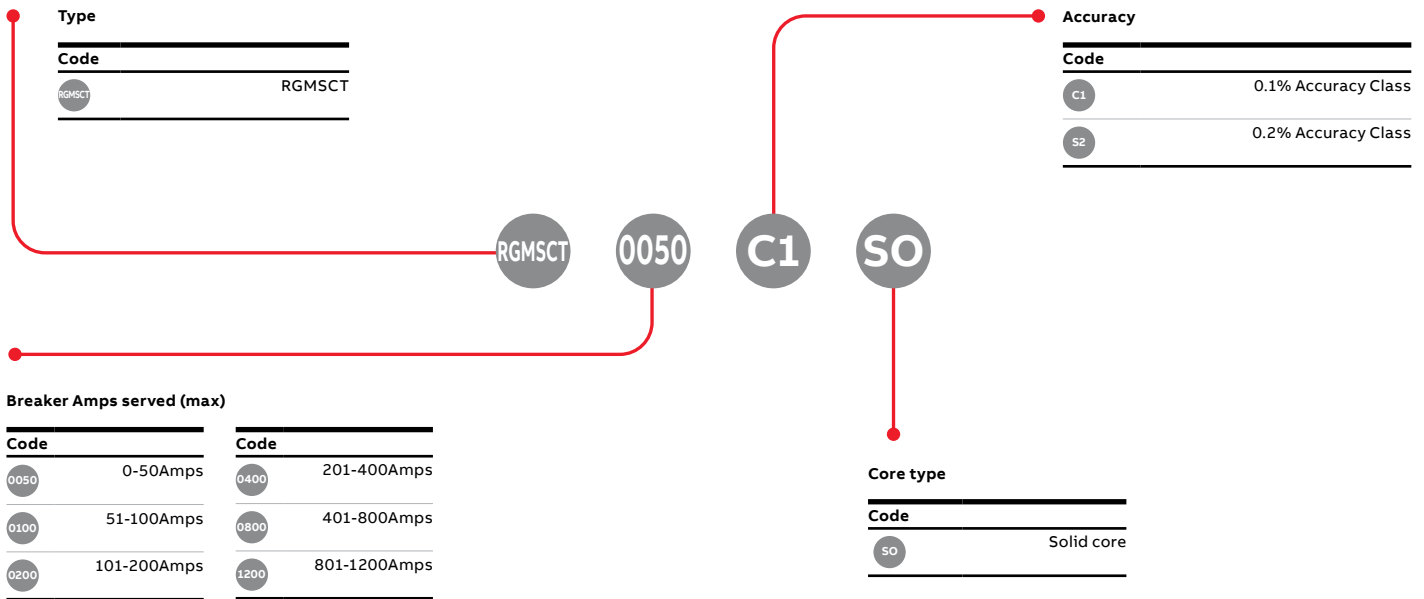 Type
Code
RGMSCT RGMSCT
Accuracy
Code
C1 0.1% Accuracy Class
S2 0.2% Accuracy Class
RGMSCT 0050 C1 SO
Breaker Amps served (max)
Code
0050 0-50Amps
0100 51-100Amps
0200 101-200Amps
Code
0400 201-400Amps
0800 401-800Amps
1200 801-1200Amps
Core type
Code
SO Solid core